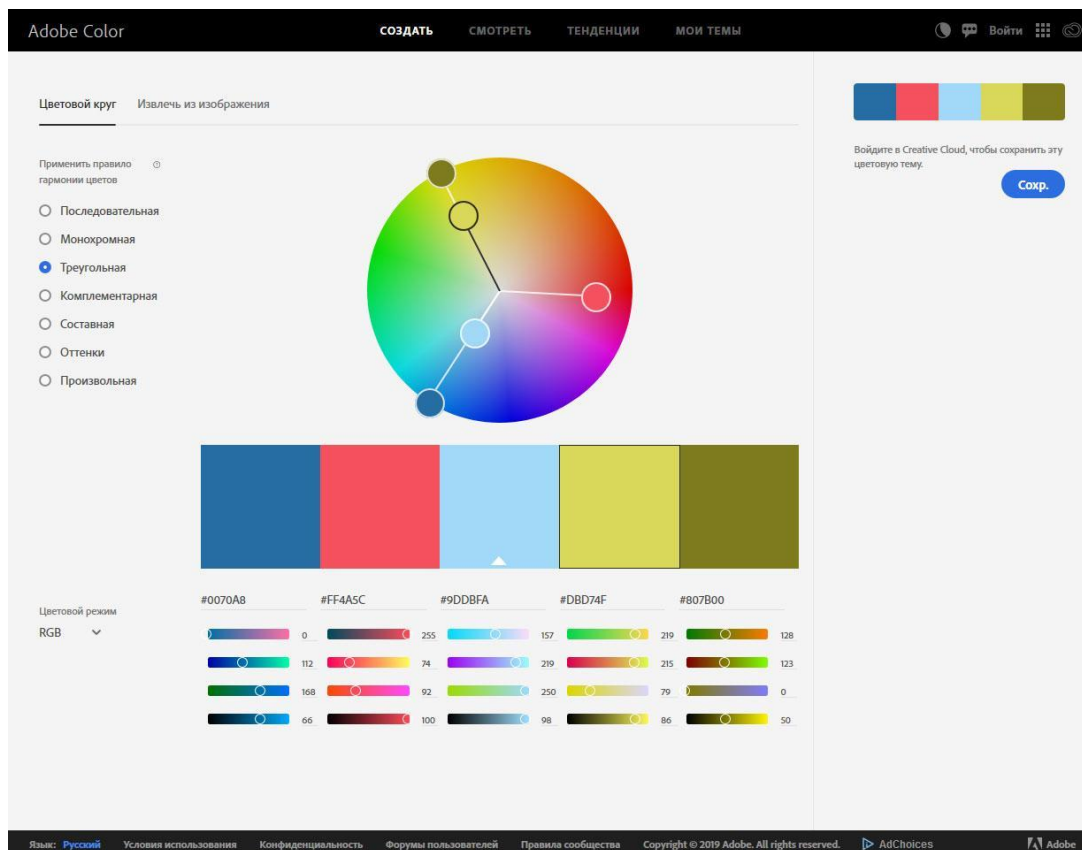 Adobe Color
СОЗДАТЬ СМОТРЕТЬ ТЕНДЕНЦИИ МОИ ТЕМЫ
Войти
Цветовой круг Извлечь из изображения
Применить правило
гармонии цветов
Последовательная
Монохромная
Треугольная
Комплементарная
Составная
Оттенки
Произвольная
Войдите в Creative Cloud, чтобы сохранить эту
цветовую тему.
Сохр.
Цветовой режим
RGB
#0070A8 #FF4A5C #9DDBFA #DBD74F #807B00
0 255 157 219 128
112 74 219 215 123
168 92 250 79 0
66 100 98 86 50
Язык: Русский Условия использования Конфиденциальность Форумы пользователей Правила сообщества Copyright © 2019 Adobe. All rights reserved. AdChoices Adobe